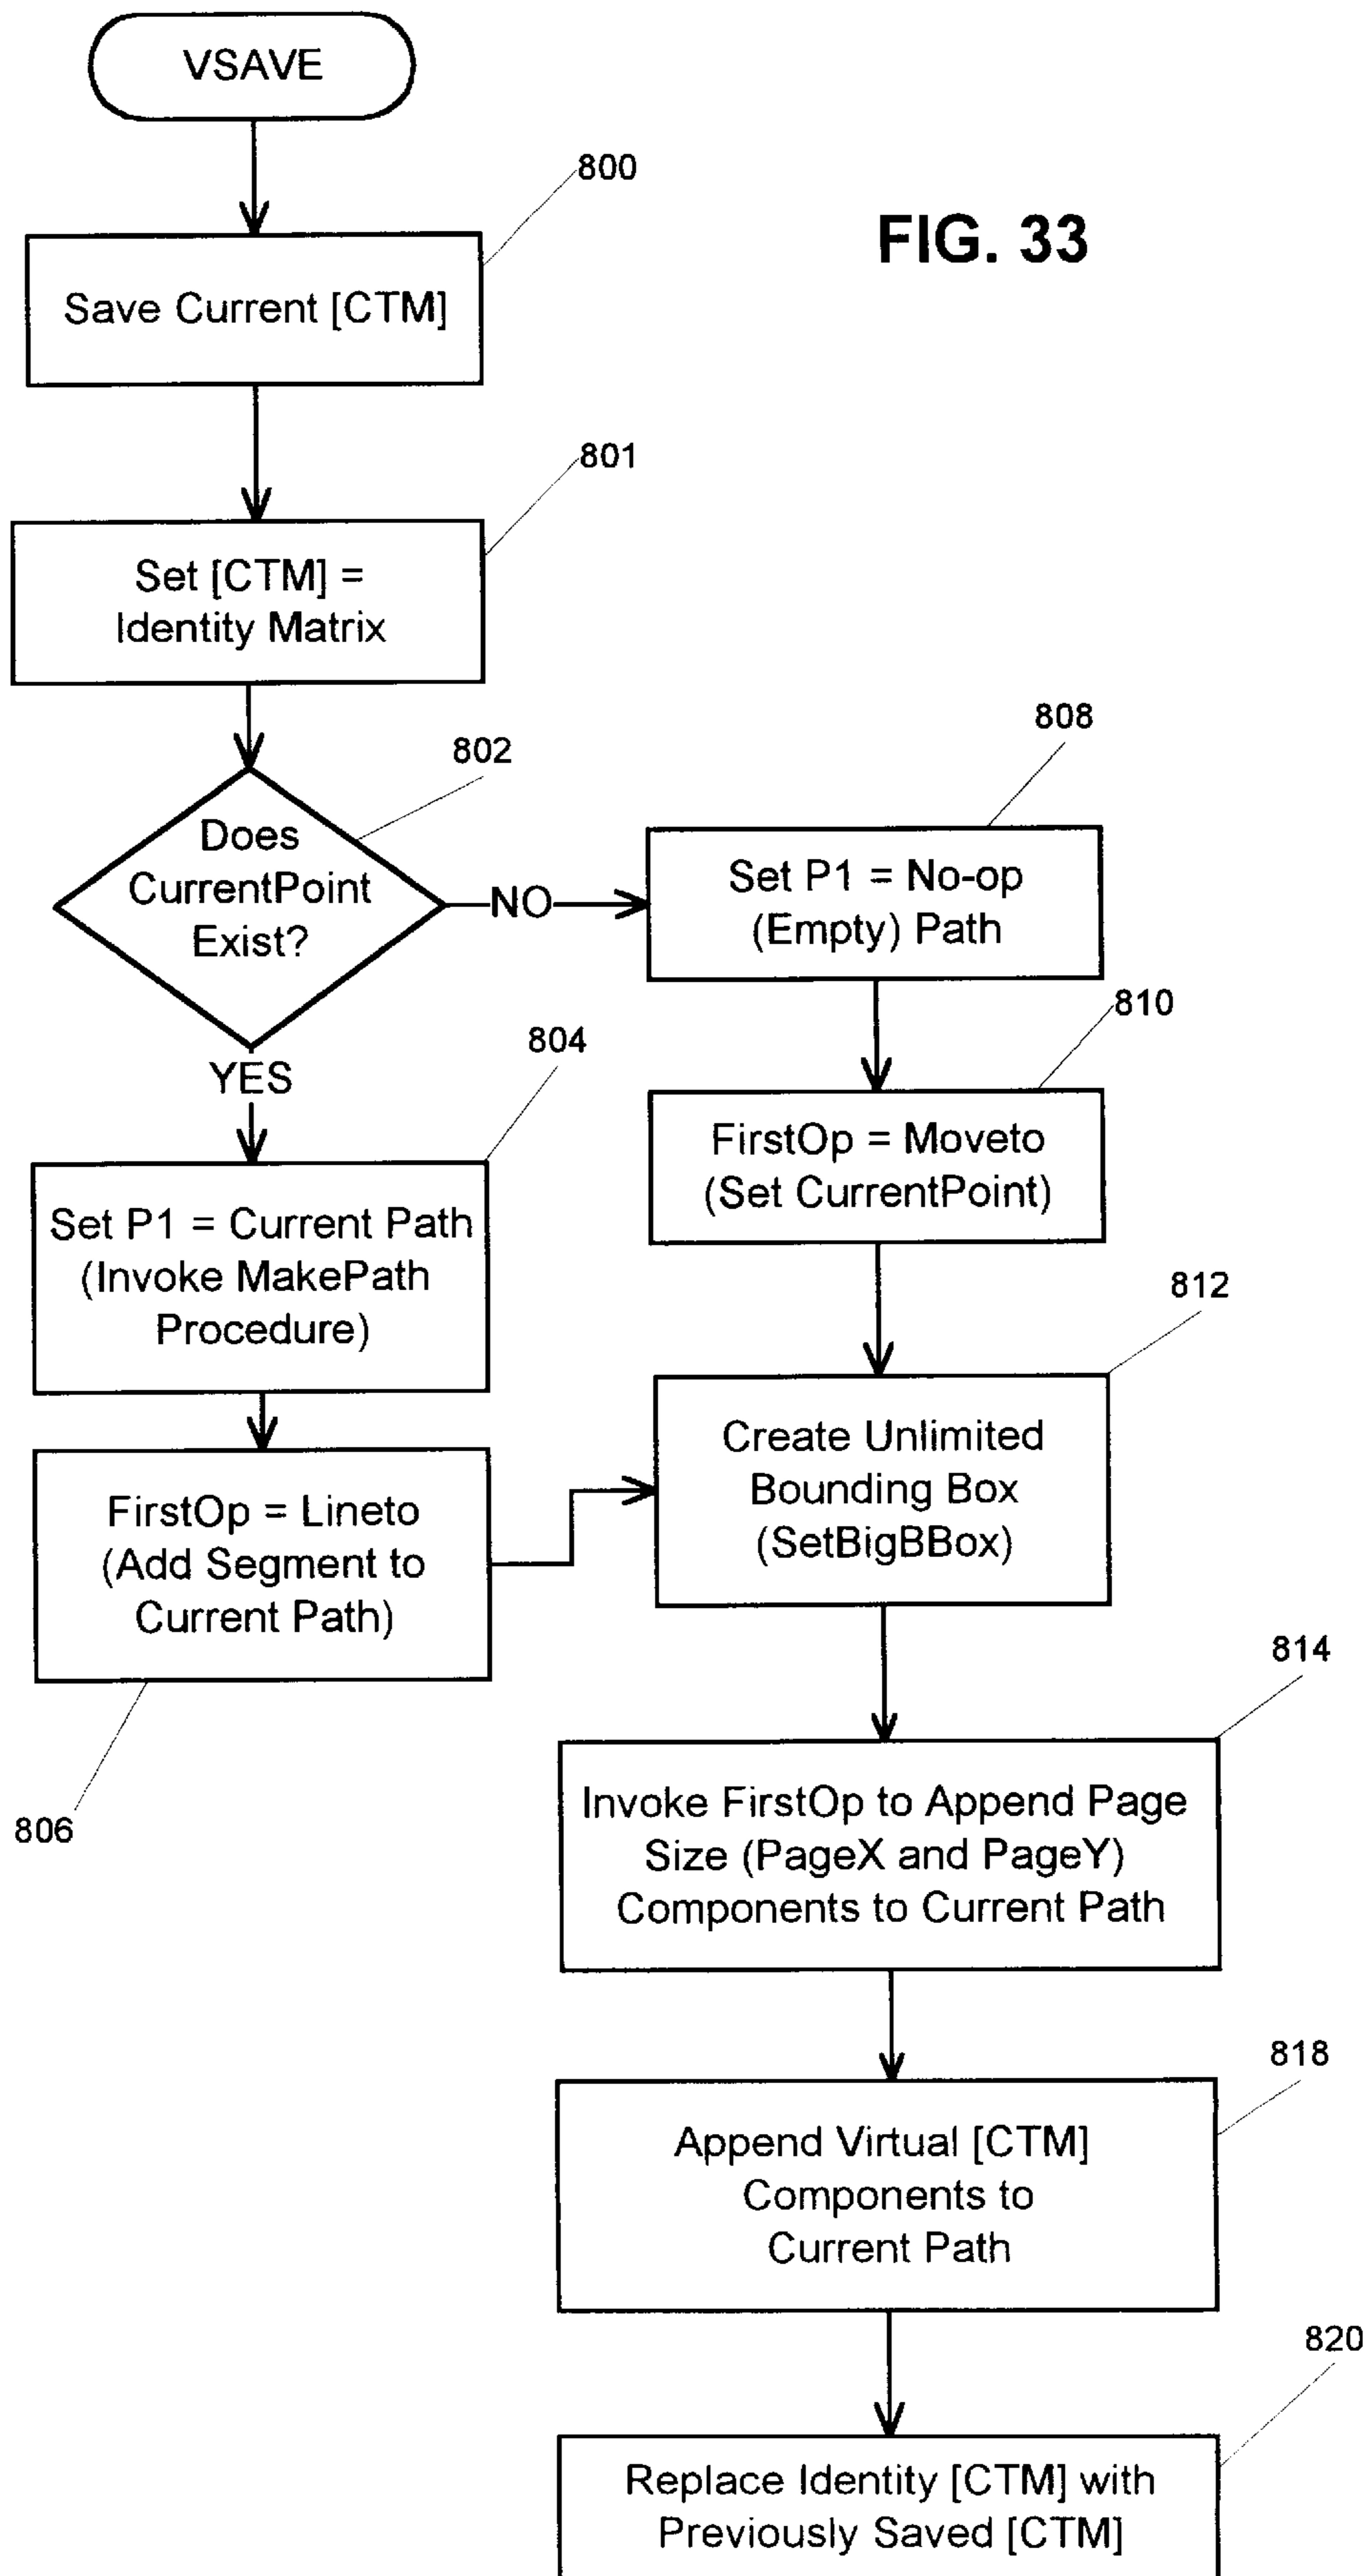 VSAVE
800
FIG. 33
Save Current [CTM]
801
Set [CTM] =
Identity Matrix
802
808
Does
CurrentPoint
Exist?
NO
Set P1 = No-op
(Empty) Path
810
YES
804
FirstOp = Moveto
(Set CurrentPoint)
Set P1 = Current Path
(Invoke MakePath
Procedure)
812
FirstOp = Lineto
(Add Segment to
Current Path)
806
Create Unlimited
Bounding Box
(SetBigBBox)
814
Invoke FirstOp to Append Page
Size (PageX and PageY)
Components to Current Path
818
Append Virtual [CTM]
Components to
Current Path
820
Replace Identity [CTM] with
Previously Saved [CTM]